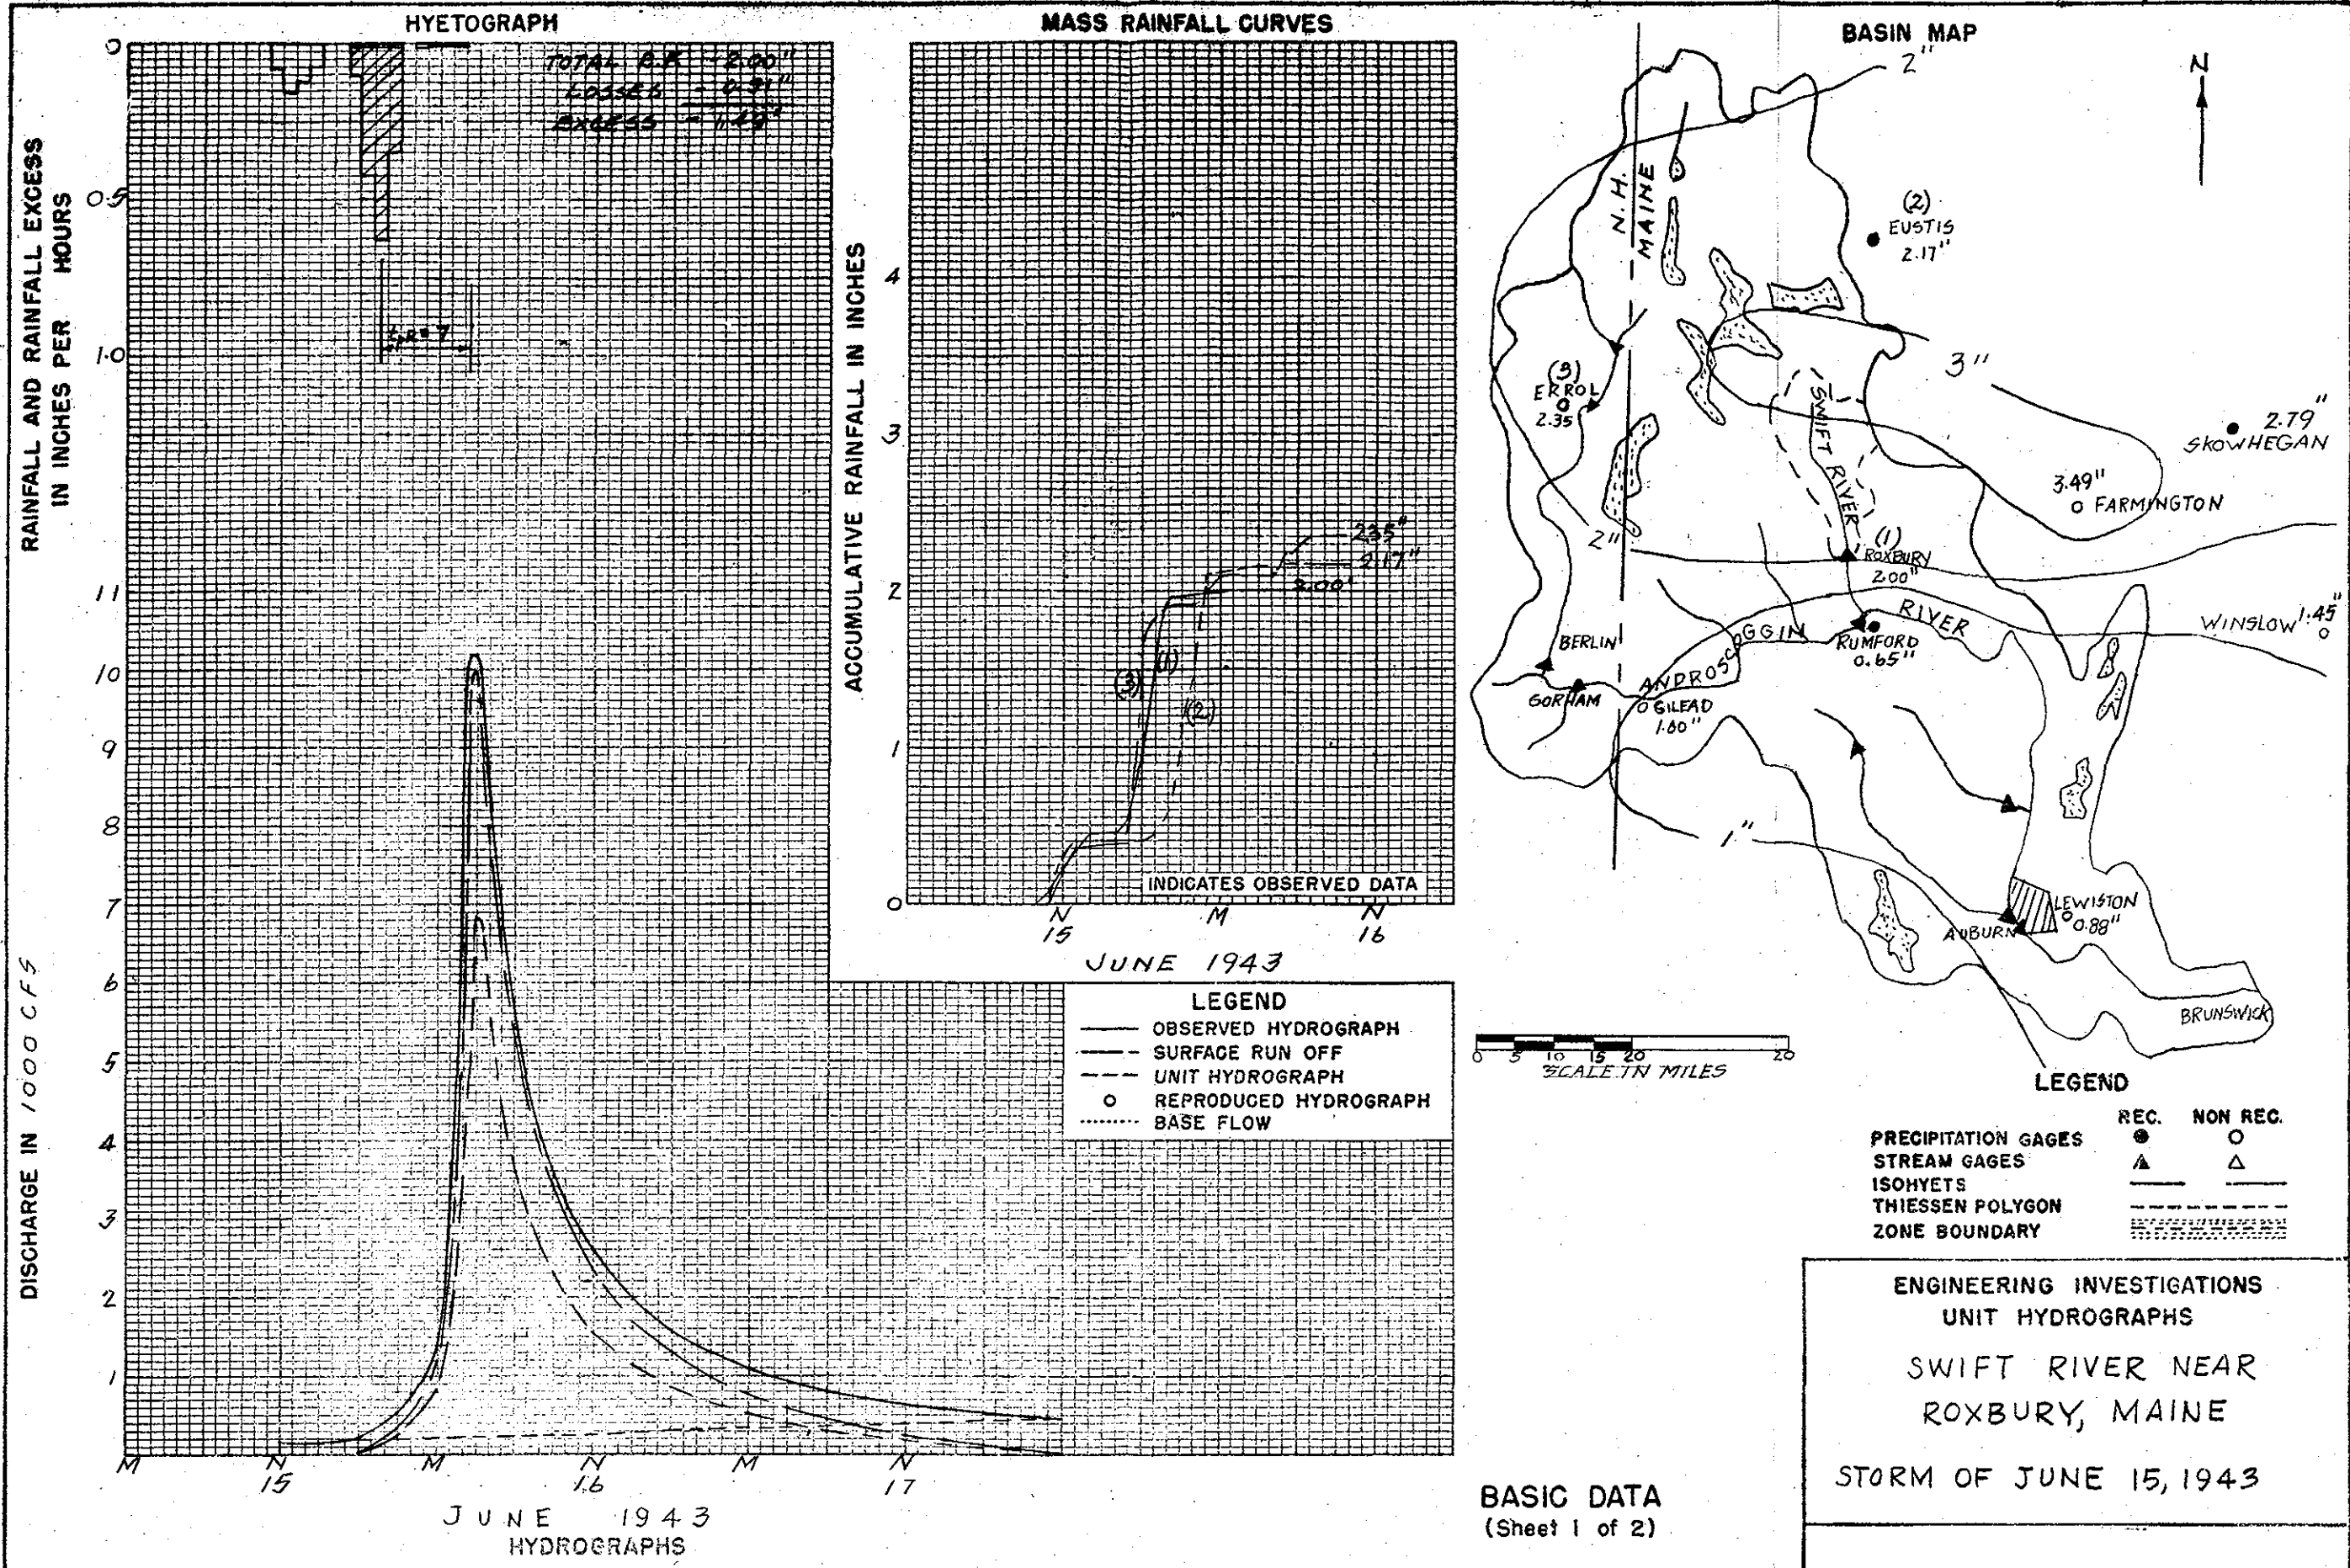 HYETOGRAPH
TOTAL R.F. - 2.00"
LOSSES
EXCESS
RAINFALL AND RAINFALL EXCESS
IN INCHES PER HOURS
0
0.5
1.0
tpR = 7
11
10
9
8
7
6
5
4
3
2
1
DISCHARGE IN 1000 CFS
M N M N M N
15 16 17
JUNE 1943
HYDROGRAPHS
MASS RAINFALL CURVES
ACCUMULATIVE RAINFALL IN INCHES
4
3
2
1
0
2.35"
2.17"
2.00"
(3)
(1)
(2)
INDICATES OBSERVED DATA
N M N
15 16
JUNE 1943
LEGEND
OBSERVED HYDROGRAPH
SURFACE RUN OFF
UNIT HYDROGRAPH
REPRODUCED HYDROGRAPH
BASE FLOW
BASIN MAP
2"
N
N.H.
MAINE
(2)
EUSTIS
2.17"
3"
(3)
ERROL
2.35
SWIFT RIVER
2.79"
SKOWHEGAN
3.49"
FARMINGTON
2"
(1)
ROXBURY
2.00"
WINSLOW 1.45"
BERLIN
ANDROSCOGGIN RIVER
RUMFORD
0.65"
GORHAM
GILEAD
1.80"
1"
LEWISTON
0.88"
AUBURN
BRUNSWICK
0 5 10 15 20 20
SCALE IN MILES
LEGEND
REC. NON REC.
PRECIPITATION GAGES
STREAM GAGES
ISOHYETS
THIESSEN POLYGON
ZONE BOUNDARY
ENGINEERING INVESTIGATIONS
UNIT HYDROGRAPHS
SWIFT RIVER NEAR
ROXBURY, MAINE
STORM OF JUNE 15, 1943
BASIC DATA
(Sheet 1 of 2)